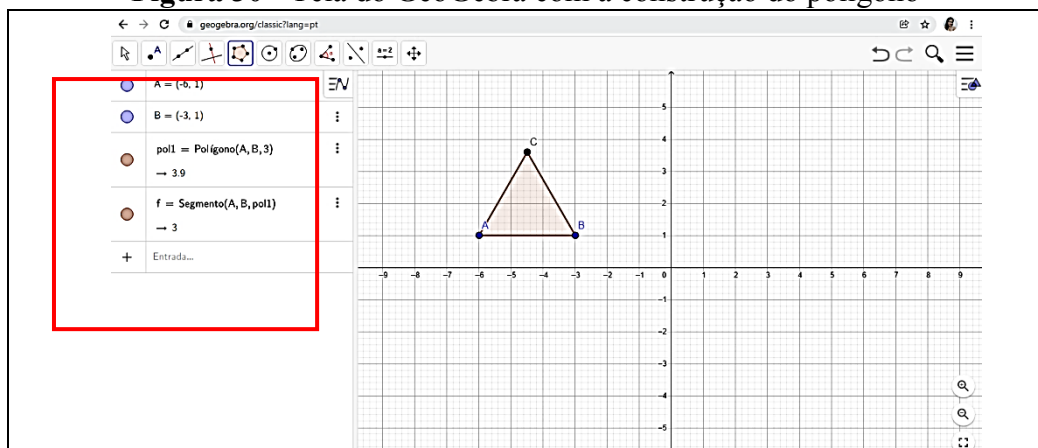 Figura 30 - Tela do GeoGebra com a construção do polígono
geogebra.org/classic?lang=pt
a=2
A = (-6, 1)
B = (-3, 1)
pol1 = Polígono(A, B, 3)
→ 3.9
f = Segmento(A, B, pol1)
→ 3
+ Entrada...
5
4
C
3
2
A B
1
-9 -8 -7 -6 -5 -4 -3 -2 -1 0 1 2 3 4 5 6 7 8 9
-1
-2
-3
-4
-5